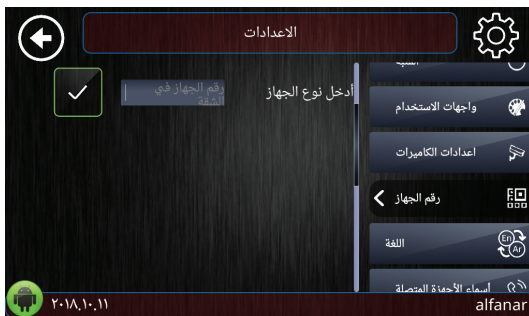 الاعدادات
أدخل نوع الجهاز
رقم الجهاز في
الشقة
واجهات الاستخدام
اعدادات الكاميرات
رقم الجهاز
اللغة
En
Ar
أسماء الأجهزة المتصلة
٢٠١٨,١٠,١١
alfanar